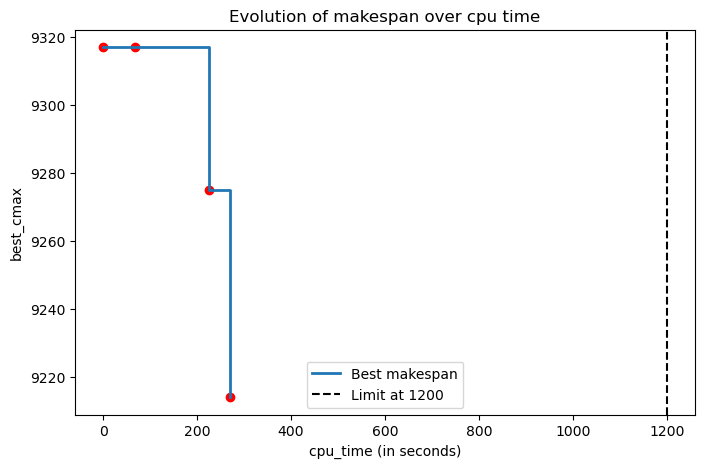 Evolution of makespan over cpu time
9320
9300
9280
9260
9240
9220
best_cmax
Best makespan
Limit at 1200
0 200 400 600 800 1000 1200
cpu_time (in seconds)